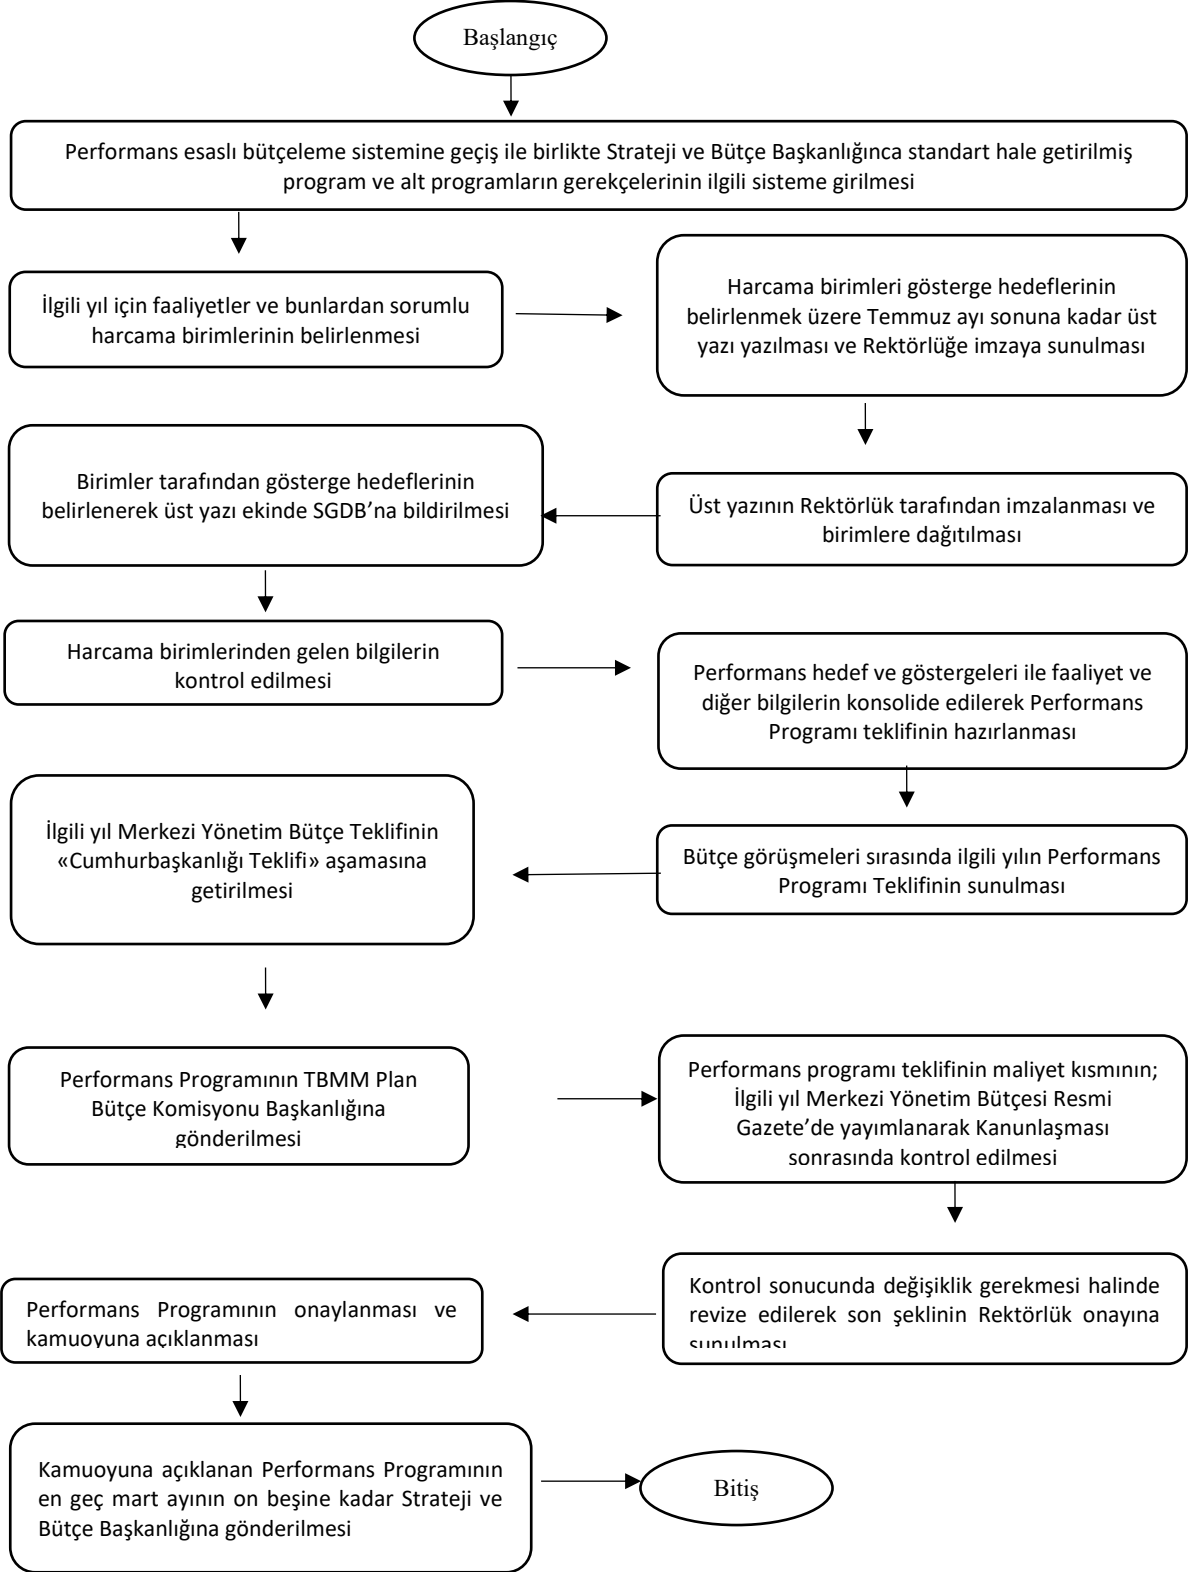 Başlangıç
Performans esaslı bütçeleme sistemine geçiş ile birlikte Strateji ve Bütçe Başkanlığınca standart hale getirilmiş
program ve alt programların gerekçelerinin ilgili sisteme girilmesi
İlgili yıl için faaliyetler ve bunlardan sorumlu
harcama birimlerinin belirlenmesi
Harcama birimleri gösterge hedeflerinin
belirlenmek üzere Temmuz ayı sonuna kadar üst
yazı yazılması ve Rektörlüğe imzaya sunulması
Üst yazının Rektörlük tarafından imzalanması ve
birimlere dağıtılması
Birimler tarafından gösterge hedeflerinin
belirlenerek üst yazı ekinde SGDB’na bildirilmesi
Harcama birimlerinden gelen bilgilerin
kontrol edilmesi
Performans hedef ve göstergeleri ile faaliyet ve
diğer bilgilerin konsolide edilerek Performans
Programı teklifinin hazırlanması
Bütçe görüşmeleri sırasında ilgili yılın Performans
Programı Teklifinin sunulması
İlgili yıl Merkezi Yönetim Bütçe Teklifinin
«Cumhurbaşkanlığı Teklifi» aşamasına
getirilmesi
Performans Programının TBMM Plan
Bütçe Komisyonu Başkanlığına
gönderilmesi
Performans programı teklifinin maliyet kısmının;
İlgili yıl Merkezi Yönetim Bütçesi Resmi
Gazete’de yayımlanarak Kanunlaşması
sonrasında kontrol edilmesi
Kontrol sonucunda değişiklik gerekmesi halinde
revize edilerek son şeklinin Rektörlük onayına
sunulması
Performans Programının onaylanması ve
kamuoyuna açıklanması
Kamuoyuna açıklanan Performans Programının
en geç mart ayının on beşine kadar Strateji ve
Bütçe Başkanlığına gönderilmesi
Bitiş